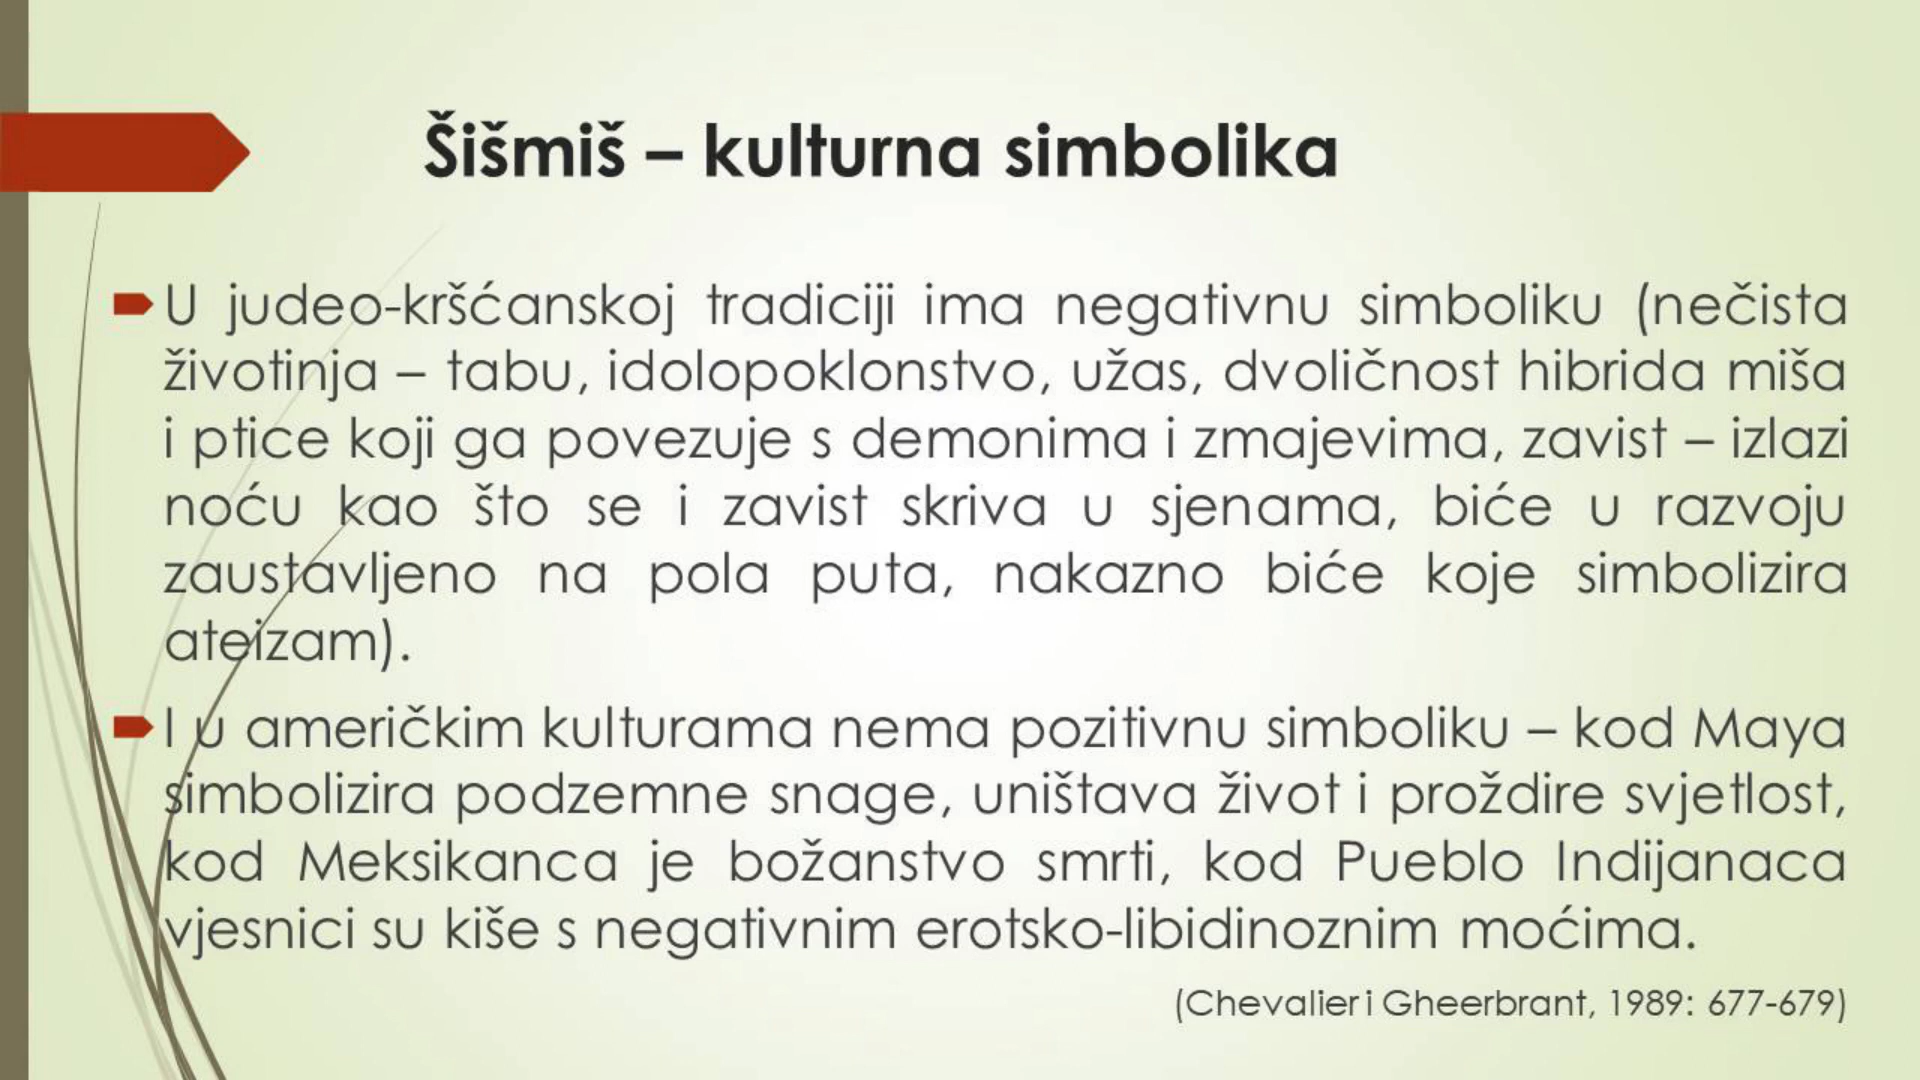 Šišmiš – kulturna simbolika
U judeo-kršćanskoj tradiciji ima negativnu simboliku (nečista
životinja – tabu, idolopoklonstvo, užas, dvoličnost hibrida miša
i ptice koji ga povezuje s demonima i zmajevima, zavist – izlazi
noću kao što se i zavist skriva u sjenama, biće u razvoju
zaustavljeno na pola puta, nakazno biće koje simbolizira
ateizam).
I u američkim kulturama nema pozitivnu simboliku – kod Maya
simbolizira podzemne snage, uništava život i proždire svjetlost,
kod Meksikanca je božanstvo smrti, kod Pueblo Indijanaca
vjesnici su kiše s negativnim erotsko-libidinoznim moćima.
(Chevalier i Gheerbrant, 1989: 677-679)